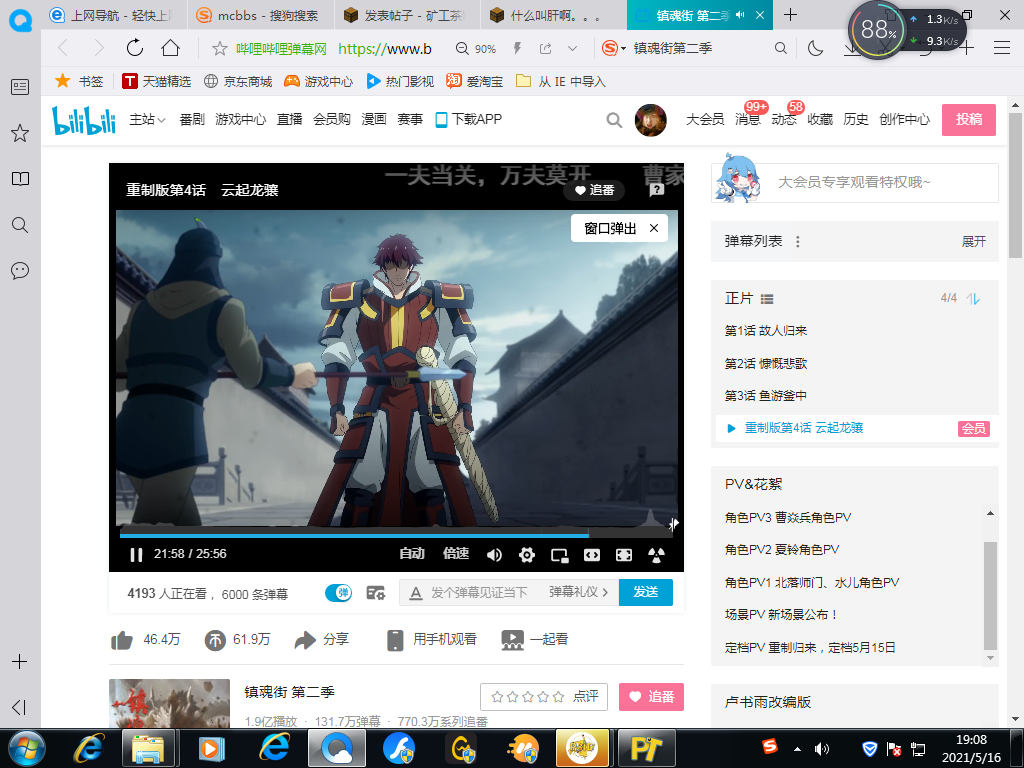 上网导航 - 轻快上网
mcbbs - 搜狗搜索
发表帖子 - 矿工茶馆
什么叫肝啊。。。
镇魂街 第二季
88%
1.3K/s
9.3K/s
哔哩哔哩弹幕网
https://www.b
90%
镇魂街第二季
书签
天猫精选
京东商城
游戏中心
热门影视
爱淘宝
从 IE 中导入
bilibili
主站
番剧
游戏中心
直播
会员购
漫画
赛事
下载APP
大会员
消息
99+
动态
58
收藏
历史
创作中心
投稿
重制版第4话 云起龙骧
一夫当关，万夫莫开
曹家
追番
窗口弹出
21:58 / 25:56
自动
倍速
4193 人正在看， 6000 条弹幕
弹
发个弹幕见证当下
弹幕礼仪
发送
46.4万
61.9万
分享
用手机观看
一起看
镇魂街 第二季
点评
追番
1.9亿播放 · 131.7万弹幕 · 770.3万系列追番
大会员专享观看特权哦~
弹幕列表
展开
正片
4/4
第1话 故人归来
第2话 慷慨悲歌
第3话 鱼游釜中
重制版第4话 云起龙骧
会员
PV&花絮
角色PV3 曹焱兵角色PV
角色PV2 夏铃角色PV
角色PV1 北落师门、水儿角色PV
场景PV 新场景公布！
定档PV 重制归来，定档5月15日
卢书雨改编版
19:08
2021/5/16